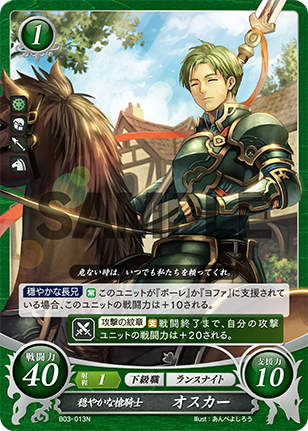 1
SAMPLE
危ない時は、いつでも私たちを頼ってくれ。
穏やかな長兄 常 このユニットが『ボーレ』か『ヨファ』に支援されて
いる場合、このユニットの戦闘力は+10される。
攻撃の紋章 支 戦闘終了まで、自分の攻撃
ユニットの戦闘力は+20される。
戦闘力
40
射程 1
下級職
ランスナイト
支援力
10
穏やかな槍騎士 オスカー
B03-013N
Illust:あんべよしろう